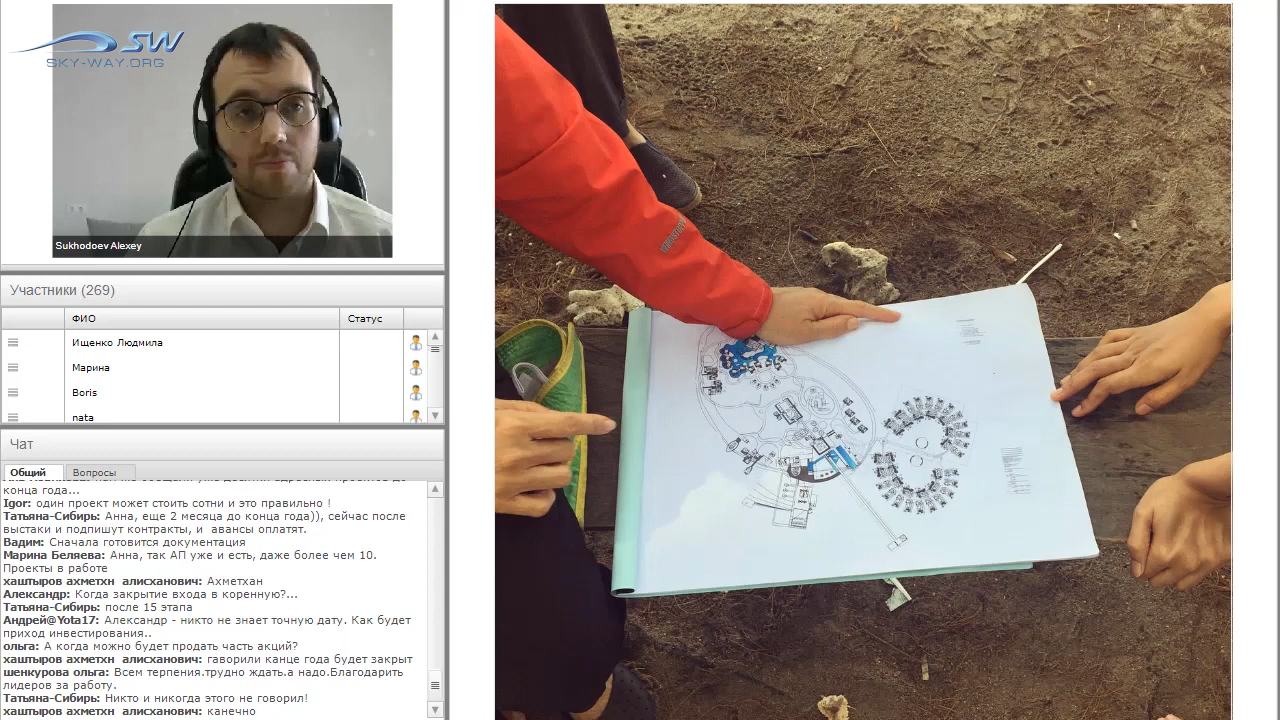 SW
SKY-WAY.ORG
Sukhodoev Alexey
Участники (269)
ФИО
Статус
Ищенко Людмила
Марина
Boris
nata
Чат
Общий
Вопросы
конца года...
Igor: один проект может стоить сотни и это правильно !
Татьяна-Сибирь: Анна, еще 2 месяца до конца года)), сейчас после
выстаки и подпишут контракты, и авансы оплатят.
Вадим: Сначала готовится документация
Марина Беляева: Анна, так АП уже и есть, даже более чем 10.
Проекты в работе
хаштыров ахметхн алисханович: Ахметхан
Александр: Когда закрытие входа в коренную?...
Татьяна-Сибирь: после 15 этапа
Андрей@Yota17: Александр - никто не знает точную дату. Как будет
приход инвестирования..
ольга: А когда можно будет продать часть акций?
хаштыров ахметхн алисханович: гаворили канце года будет закрыт
шенкурова ольга: Всем терпения.трудно ждать.а надо.Благодарить
лидеров за работу.
Татьяна-Сибирь: Никто и никогда этого не говорил!
хаштыров ахметхн алисханович: канечно